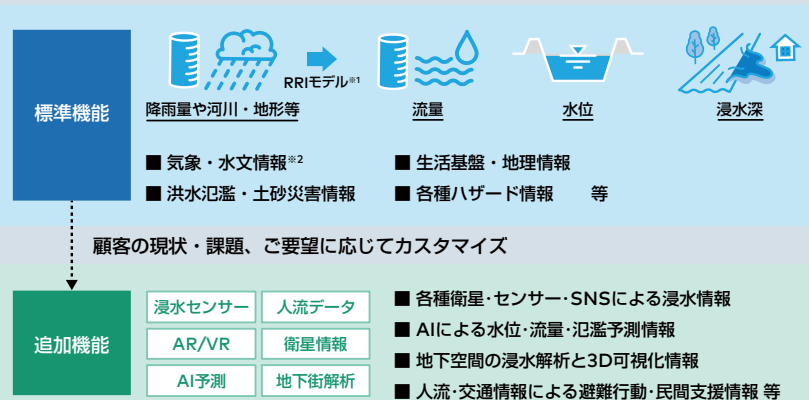 標準機能
RRIモデル※1
降雨量や河川・地形等
流量
水位
浸水深
■ 気象・水文情報※2
■ 生活基盤・地理情報
■ 洪水氾濫・土砂災害情報
■ 各種ハザード情報 等
顧客の現状・課題、ご要望に応じてカスタマイズ
追加機能
浸水センサー
人流データ
AR/VR
衛星情報
AI予測
地下街解析
■ 各種衛星・センサー・SNSによる浸水情報
■ AIによる水位・流量・氾濫予測情報
■ 地下空間の浸水解析と3D可視化情報
■ 人流・交通情報による避難行動・民間支援情報 等